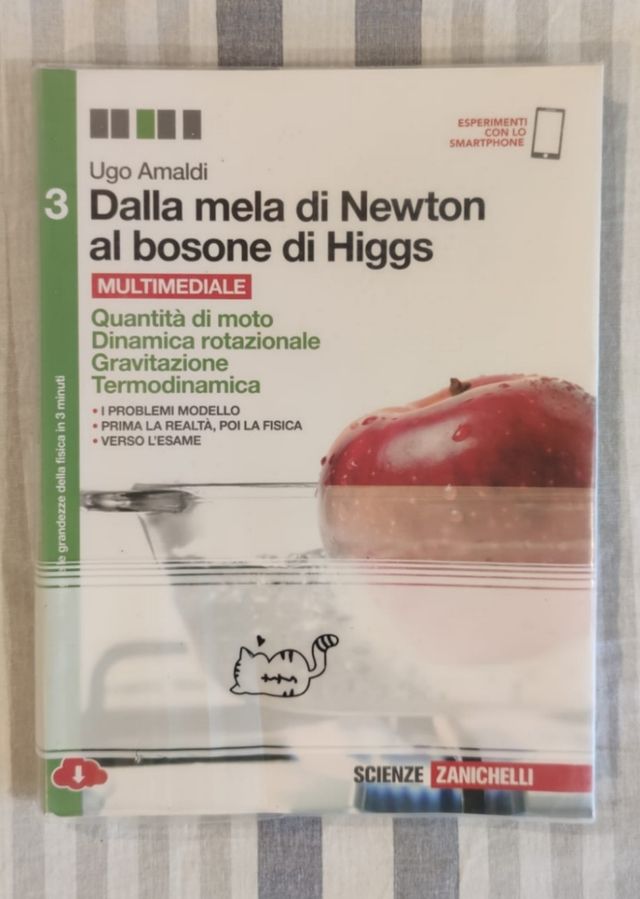 ESPERIMENTI
CON LO
SMARTPHONE
Ugo Amaldi
3
Dalla mela di Newton
al bosone di Higgs
MULTIMEDIALE
Quantità di moto
Dinamica rotazionale
Gravitazione
Termodinamica
• I PROBLEMI MODELLO
• PRIMA LA REALTÀ, POI LA FISICA
• VERSO L'ESAME
grandezze della fisica in 3 minuti
SCIENZE ZANICHELLI